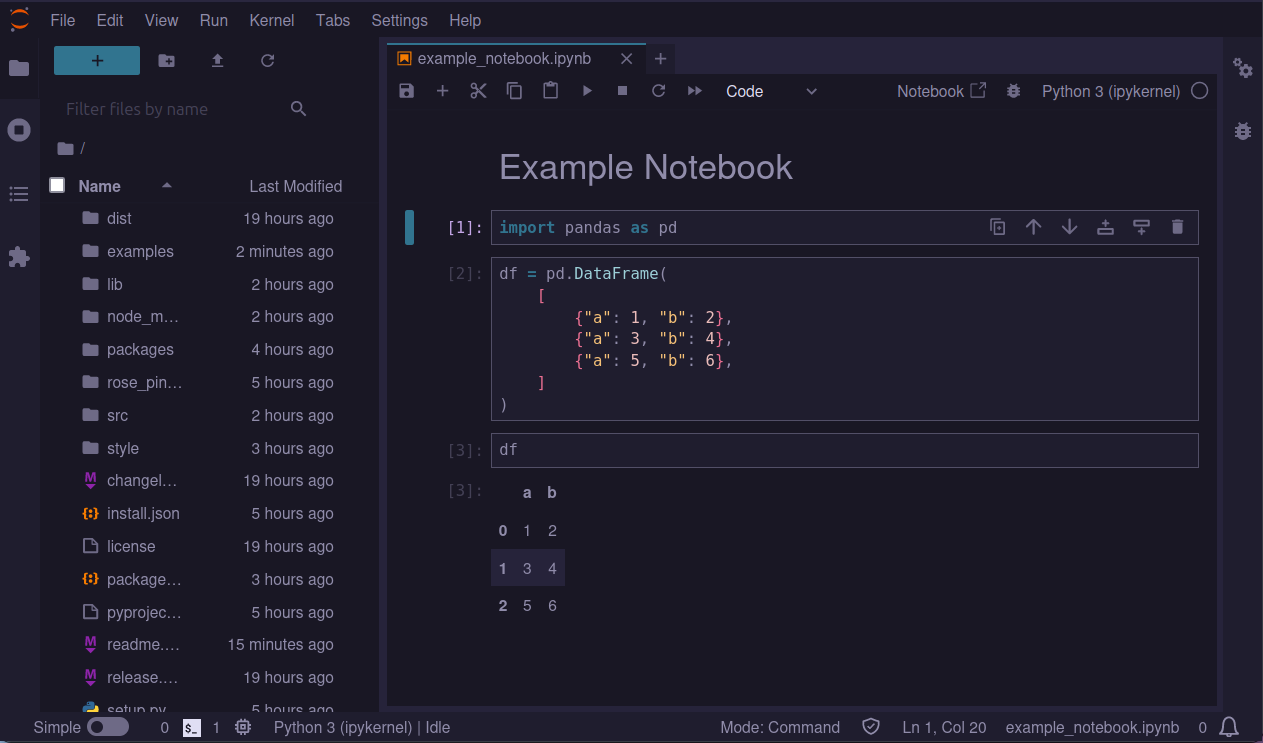 File Edit View Run Kernel Tabs Settings Help
Filter files by name
/
Name Last Modified
dist 19 hours ago
examples 2 minutes ago
lib 2 hours ago
node_m… 2 hours ago
packages 4 hours ago
rose_pin… 5 hours ago
src 2 hours ago
style 3 hours ago
changel… 19 hours ago
install.json 5 hours ago
license 19 hours ago
package… 3 hours ago
pyprojec… 5 hours ago
readme.… 15 minutes ago
release.… 19 hours ago
setup.py 5 hours ago
example_notebook.ipynb
Code Notebook Python 3 (ipykernel)
Example Notebook
[1]: import pandas as pd
[2]: df = pd.DataFrame(
[
{"a": 1, "b": 2},
{"a": 3, "b": 4},
{"a": 5, "b": 6},
]
)
[3]: df
[3]: a b
0 1 2
1 3 4
2 5 6
Simple 0 $_ 1 Python 3 (ipykernel) | Idle Mode: Command Ln 1, Col 20 example_notebook.ipynb 0